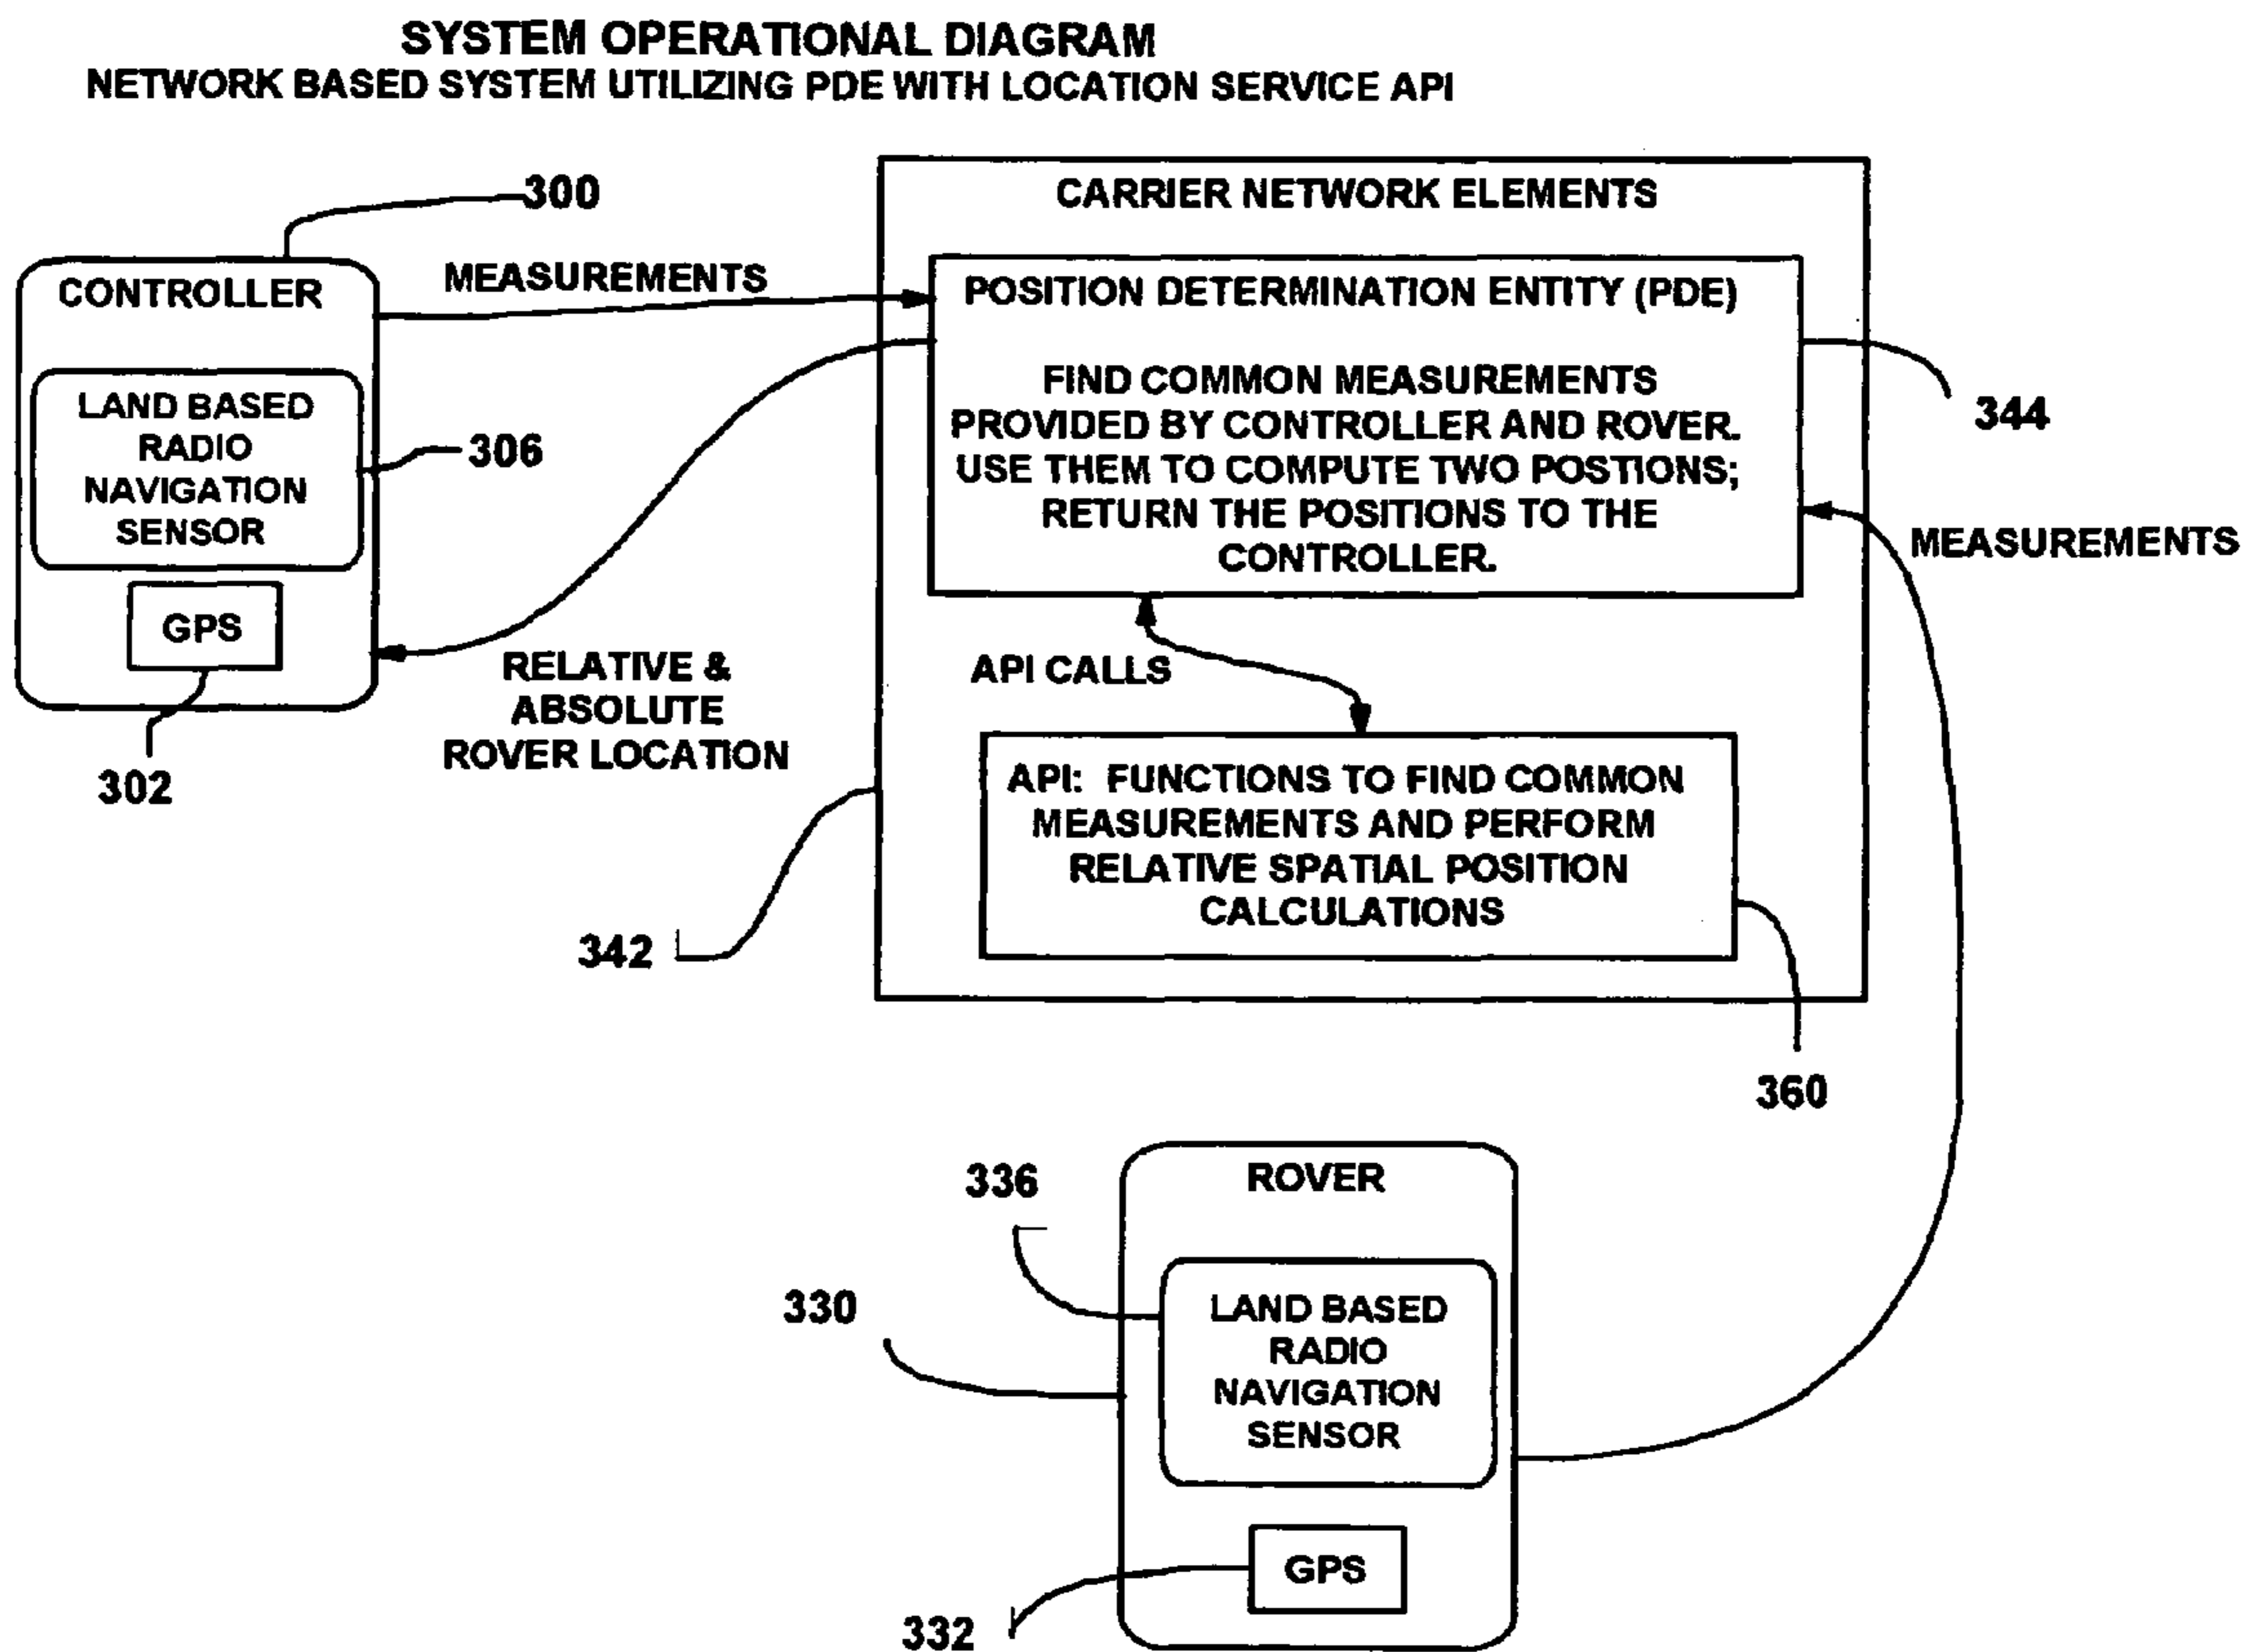 SYSTEM OPERATIONAL DIAGRAM
NETWORK BASED SYSTEM UTILIZING PDE WITH LOCATION SERVICE API
300
CONTROLLER
LAND BASED
RADIO
NAVIGATION
SENSOR
306
GPS
302
MEASUREMENTS
RELATIVE &
ABSOLUTE
ROVER LOCATION
342
CARRIER NETWORK ELEMENTS
POSITION DETERMINATION ENTITY (PDE)
FIND COMMON MEASUREMENTS
PROVIDED BY CONTROLLER AND ROVER.
USE THEM TO COMPUTE TWO POSTIONS;
RETURN THE POSITIONS TO THE
CONTROLLER.
344
MEASUREMENTS
API CALLS
API: FUNCTIONS TO FIND COMMON
MEASUREMENTS AND PERFORM
RELATIVE SPATIAL POSITION
CALCULATIONS
360
336
330
ROVER
LAND BASED
RADIO
NAVIGATION
SENSOR
GPS
332